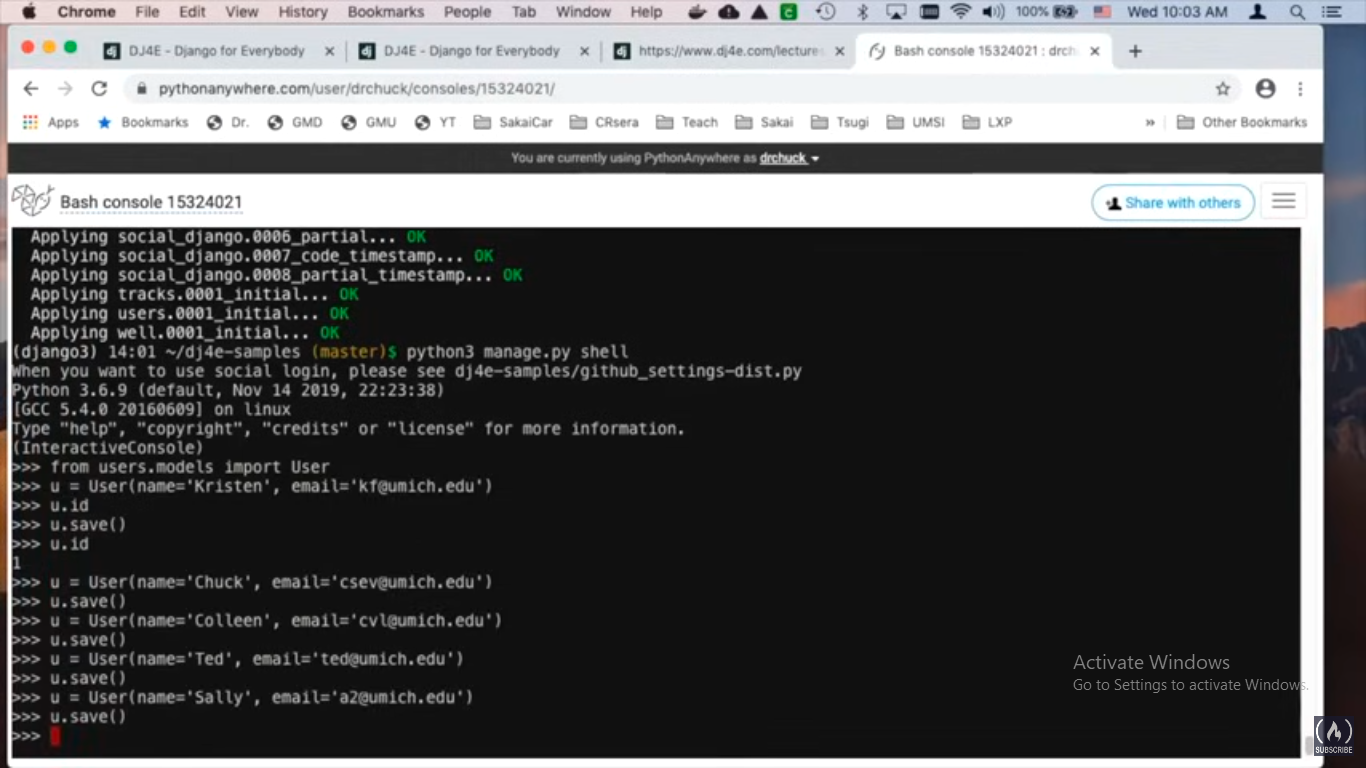 Chrome File Edit View History Bookmarks People Tab Window Help 100% Wed 10:03 AM
DJ4E - Django for Everybody × DJ4E - Django for Everybody × https://www.dj4e.com/lecture × Bash console 15324021 : drch × +
pythonanywhere.com/user/drchuck/consoles/15324021/
Apps Bookmarks Dr. GMD GMU YT SakaiCar CRsera Teach Sakai Tsugi UMSI LXP » Other Bookmarks
You are currently using PythonAnywhere as drchuck
Bash console 15324021 Share with others
Applying social_django.0006_partial... OK
Applying social_django.0007_code_timestamp... OK
Applying social_django.0008_partial_timestamp... OK
Applying tracks.0001_initial... OK
Applying users.0001_initial... OK
Applying well.0001_initial... OK
(django3) 14:01 ~/dj4e-samples (master)$ python3 manage.py shell
When you want to use social login, please see dj4e-samples/github_settings-dist.py
Python 3.6.9 (default, Nov 14 2019, 22:23:38)
[GCC 5.4.0 20160609] on linux
Type "help", "copyright", "credits" or "license" for more information.
(InteractiveConsole)
>>> from users.models import User
>>> u = User(name='Kristen', email='kf@umich.edu')
>>> u.id
>>> u.save()
>>> u.id
1
>>> u = User(name='Chuck', email='csev@umich.edu')
>>> u.save()
>>> u = User(name='Colleen', email='cvl@umich.edu')
>>> u.save()
>>> u = User(name='Ted', email='ted@umich.edu')
>>> u.save()
>>> u = User(name='Sally', email='a2@umich.edu')
>>> u.save()
>>>
Activate Windows
Go to Settings to activate Windows.
SUBSCRIBE